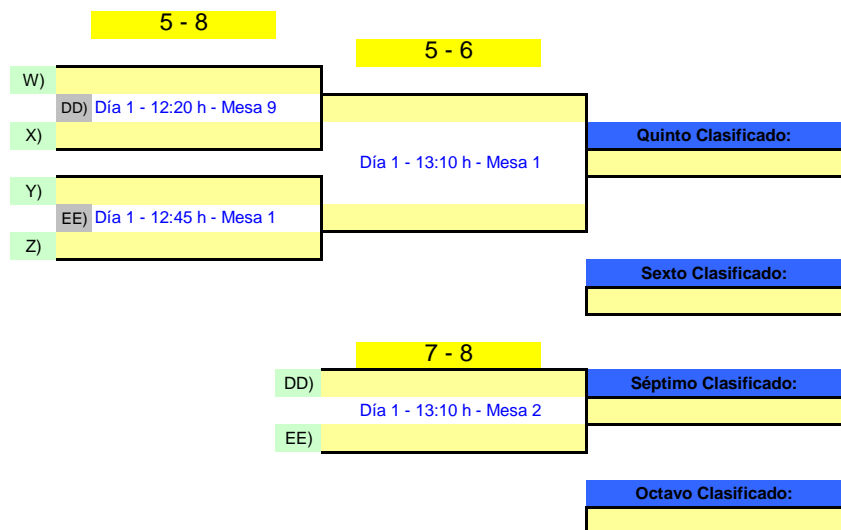 5 - 8
5 - 6
W)
DD) Día 1 - 12:20 h - Mesa 9
X)
Quinto Clasificado:
Día 1 - 13:10 h - Mesa 1
Y)
EE) Día 1 - 12:45 h - Mesa 1
Z)
Sexto Clasificado:
7 - 8
DD)
Séptimo Clasificado:
Día 1 - 13:10 h - Mesa 2
EE)
Octavo Clasificado: